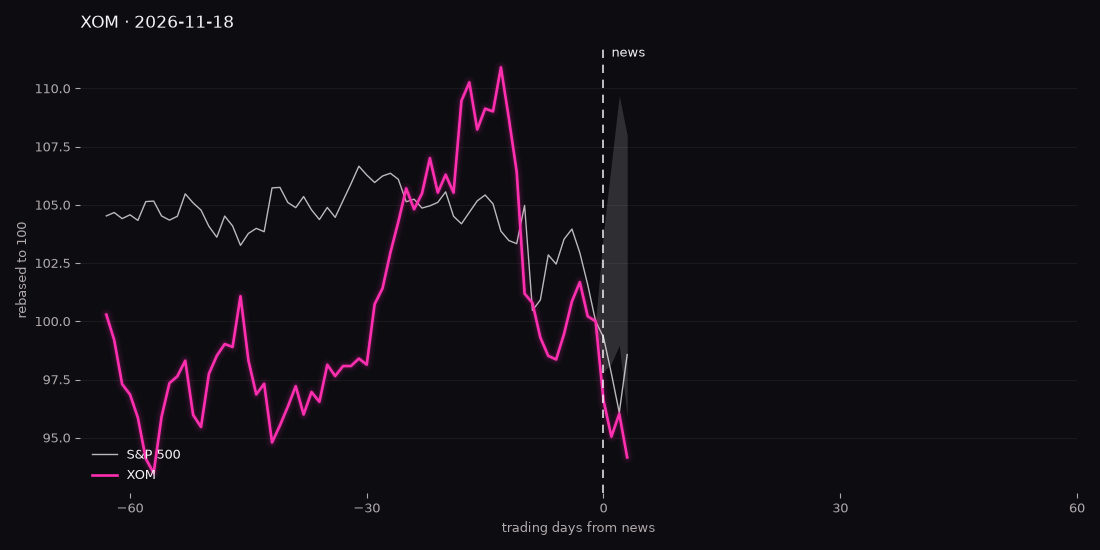 XOM · 2026-11-18
news
110.0
107.5
105.0
102.5
100.0
97.5
95.0
rebased to 100
S&P 500
XOM
−60
−30
0
30
60
trading days from news